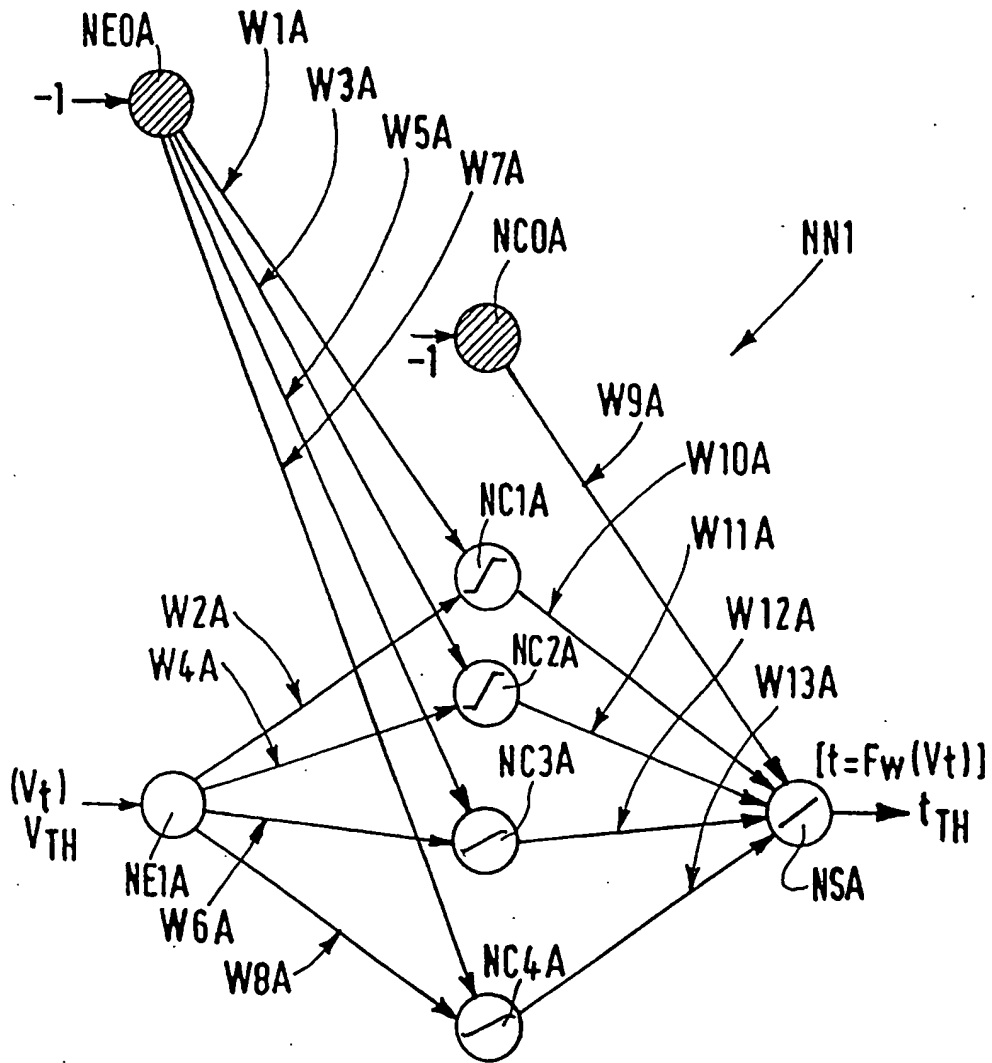 NE0A
W1A
W3A
W5A
W7A
-1
NC0A
NN1
-1
W9A
W10A
NC1A
W11A
W2A
W4A
NC2A
W12A
W13A
(Vt)
VTH
NC3A
[t=Fw(Vt)]
tTH
NE1A
W6A
NSA
W8A
NC4A